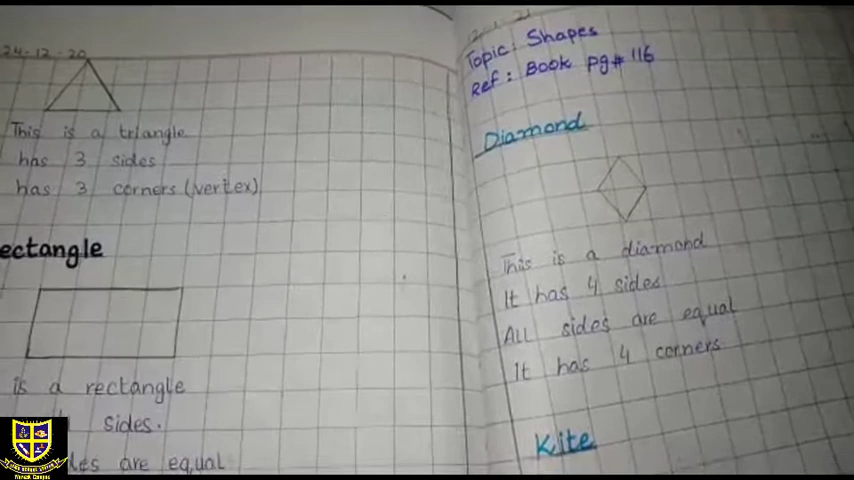 24-12-20
This is a triangle
has 3 sides
has 3 corners (vertex)
ectangle
is a rectangle
sides.
des are equal
Topic: Shapes
Ref: Book pg# 116
Diamond
This is a diamond
It has 4 sides
All sides are equal
It has 4 corners
Kite